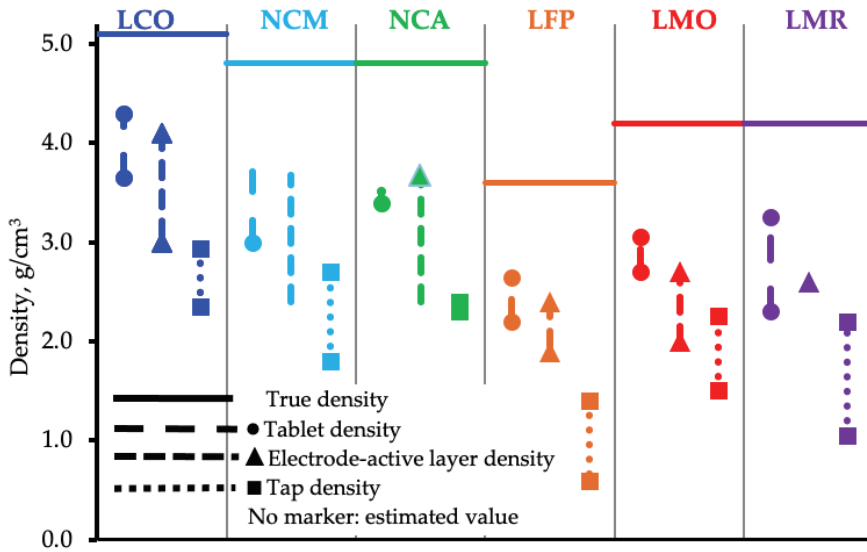 LCO NCM NCA LFP LMO LMR
Density, g/cm³
5.0
4.0
3.0
2.0
1.0
0.0
True density
Tablet density
Electrode-active layer density
Tap density
No marker: estimated value